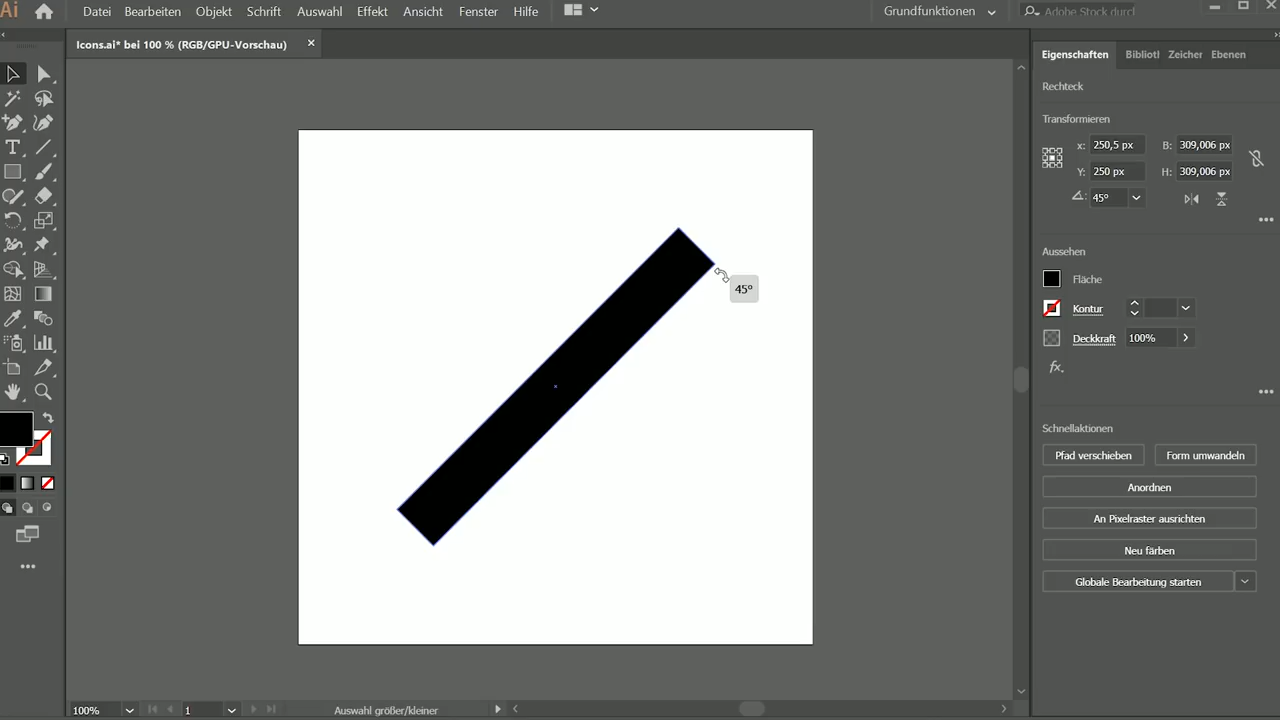 Ai Datei Bearbeiten Objekt Schrift Auswahl Effekt Ansicht Fenster Hilfe Grundfunktionen Adobe Stock durch
Icons.ai* bei 100 % (RGB/GPU-Vorschau) ×
Eigenschaften Bibliotl Zeicher Ebenen
Rechteck
Transformieren
x: 250,5 px B: 309,006 px
Y: 250 px H: 309,006 px
45°
Aussehen
Fläche
45°
Kontur
Deckkraft 100%
fx.
Schnellaktionen
Pfad verschieben Form umwandeln
Anordnen
An Pixelraster ausrichten
Neu färben
Globale Bearbeitung starten
100% 1 Auswahl größer/kleiner